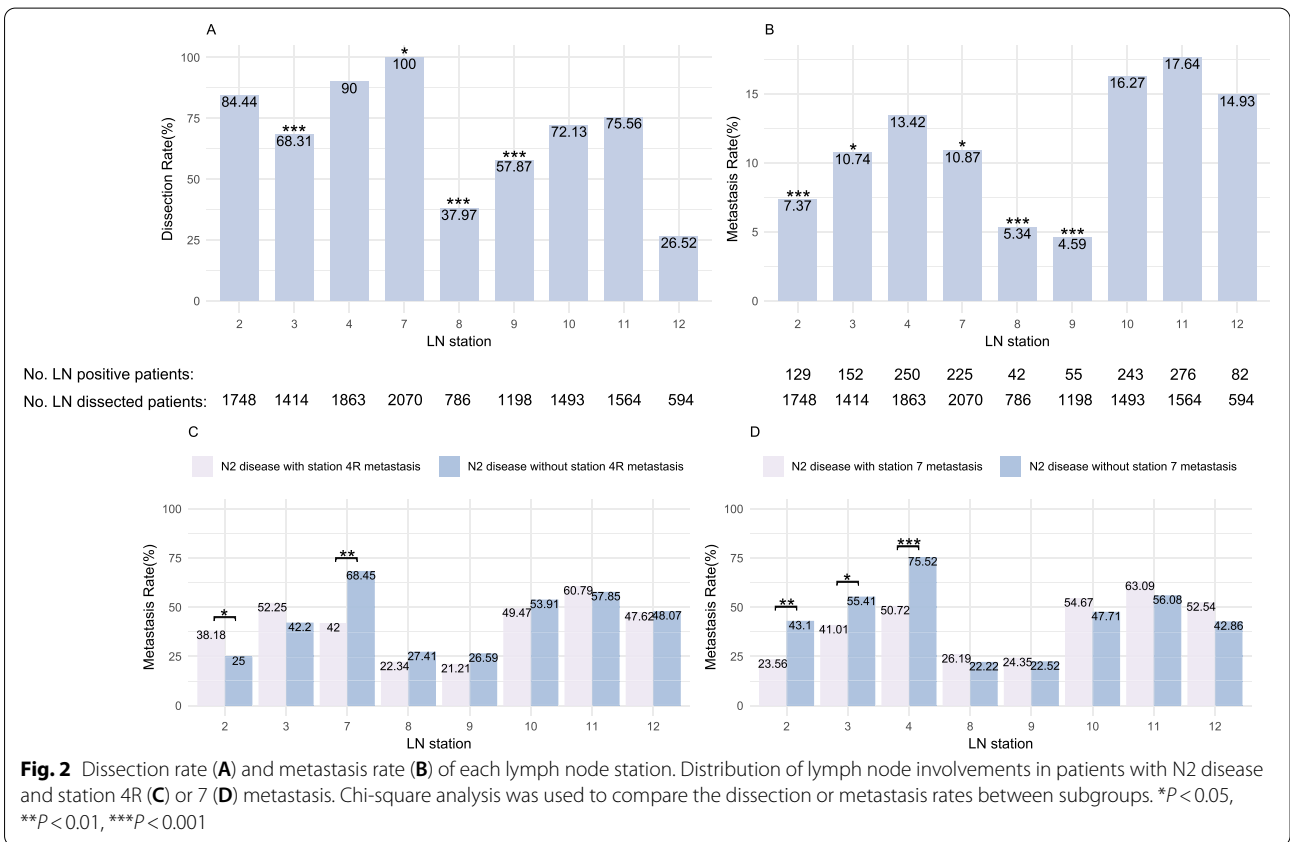 A
Dissection Rate(%)
100
75
50
25
0
84.44
***
68.31
90
*
100
***
37.97
***
57.87
72.13
75.56
26.52
2 3 4 7 8 9 10 11 12
LN station
B
Metastasis Rate(%)
15
10
5
0
***
7.37
*
10.74
13.42
*
10.87
***
5.34
***
4.59
16.27
17.64
14.93
2 3 4 7 8 9 10 11 12
LN station
No. LN positive patients: 129 152 250 225 42 55 243 276 82
No. LN dissected patients: 1748 1414 1863 2070 786 1198 1493 1564 594 1748 1414 1863 2070 786 1198 1493 1564 594
C
N2 disease with station 4R metastasis N2 disease without station 4R metastasis
Metastasis Rate(%)
100
75
50
25
0
*
38.18 25
52.25 42.2
**
42 68.45
22.34 27.41
21.21 26.59
49.47 53.91
60.79 57.85
47.62 48.07
2 3 7 8 9 10 11 12
LN station
D
N2 disease with station 7 metastasis N2 disease without station 7 metastasis
Metastasis Rate(%)
100
75
50
25
0
**
23.56 43.1
*
41.01 55.41
***
50.72 75.52
26.19 22.22
24.35 22.52
54.67 47.71
63.09 56.08
52.54 42.86
2 3 4 8 9 10 11 12
LN station
Fig. 2 Dissection rate (A) and metastasis rate (B) of each lymph node station. Distribution of lymph node involvements in patients with N2 disease
and station 4R (C) or 7 (D) metastasis. Chi-square analysis was used to compare the dissection or metastasis rates between subgroups. *P < 0.05,
**P < 0.01, ***P < 0.001